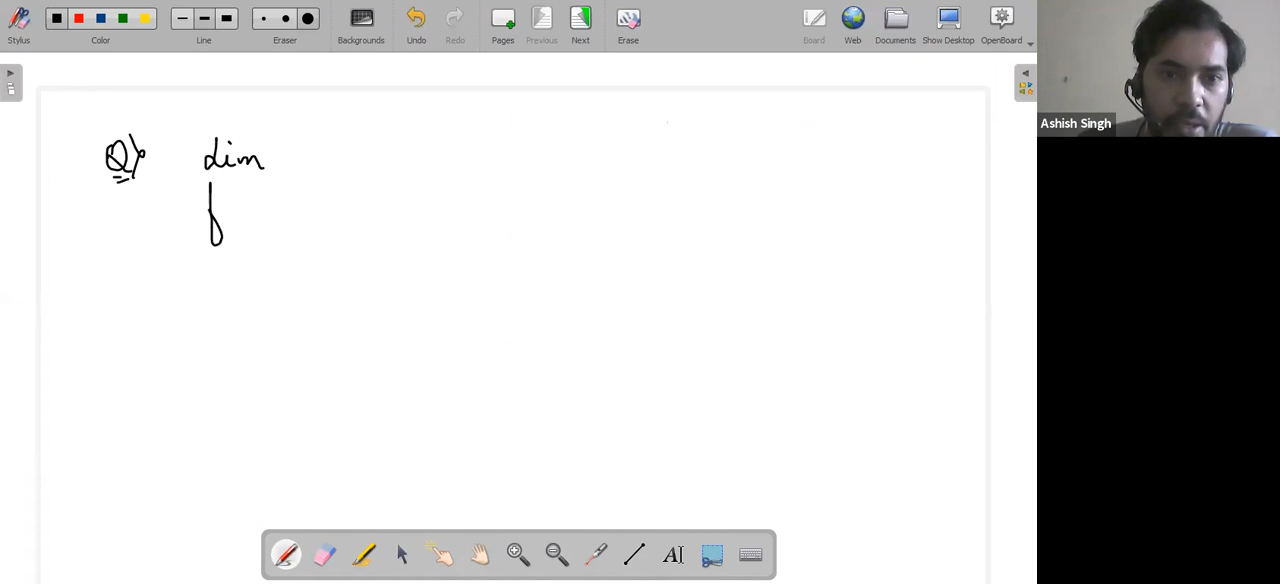 Stylus Color Line Eraser Backgrounds Undo Redo Pages Previous Next Erase Board Web Documents Show Desktop OpenBoard
Ashish Singh
Q) Lim